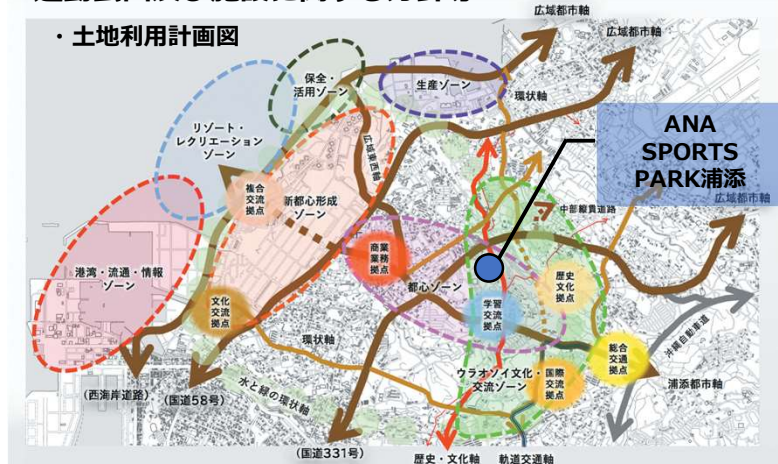 ・土地利用計画図
広域都市軸
広域都市軸
保全・
活用ゾーン
生産ゾーン
環状軸
リゾート・
レクリエーション
ゾーン
広域東西軸
ANA
SPORTS
PARK浦添
複合
交流
拠点
新都心形成
ゾーン
中部縦貫道路
広域都市軸
商業
業務
拠点
港湾・流通・情報
ゾーン
都心ゾーン
歴史
文化
拠点
文化
交流
拠点
学習
交流
拠点
環状軸
総合
交通
拠点
沖縄自動車道
ウラオソイ文化・
交流ゾーン
国際
交流
拠点
浦添都市軸
(西海岸道路)
(国道58号)
水と緑の環状軸
(国道331号)
歴史・文化軸
軌道交通軸